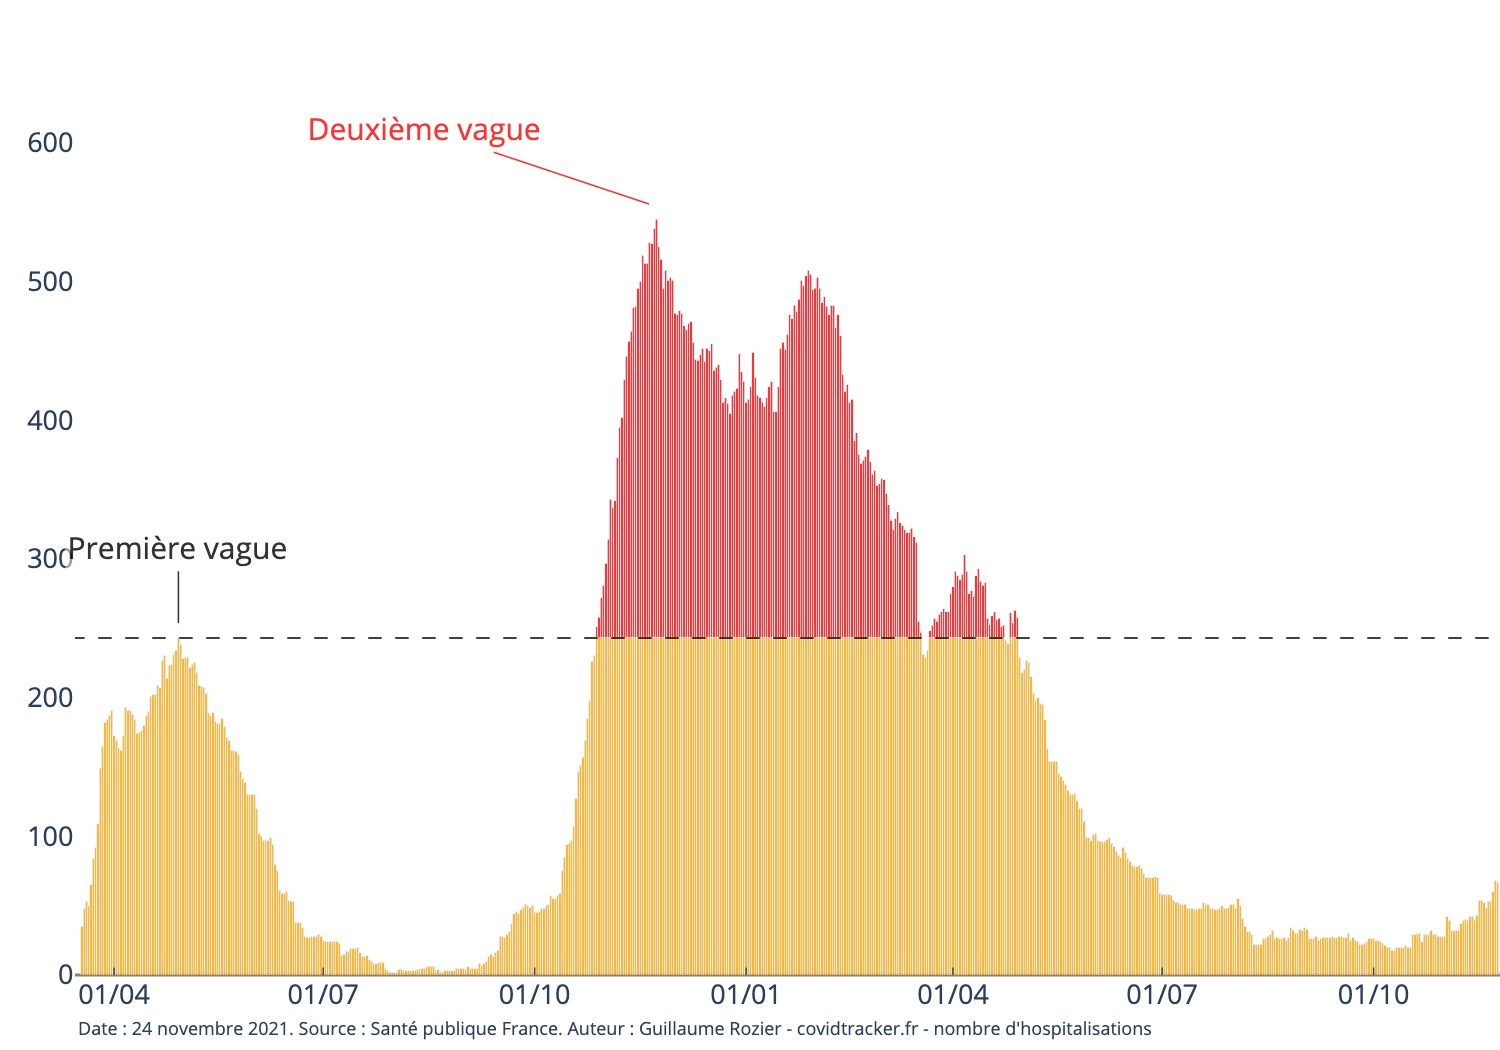 600
Deuxième vague
500
400
300
Première vague
200
100
0
01/04 01/07 01/10 01/01 01/04 01/07 01/10
Date : 24 novembre 2021. Source : Santé publique France. Auteur : Guillaume Rozier - covidtracker.fr - nombre d'hospitalisations